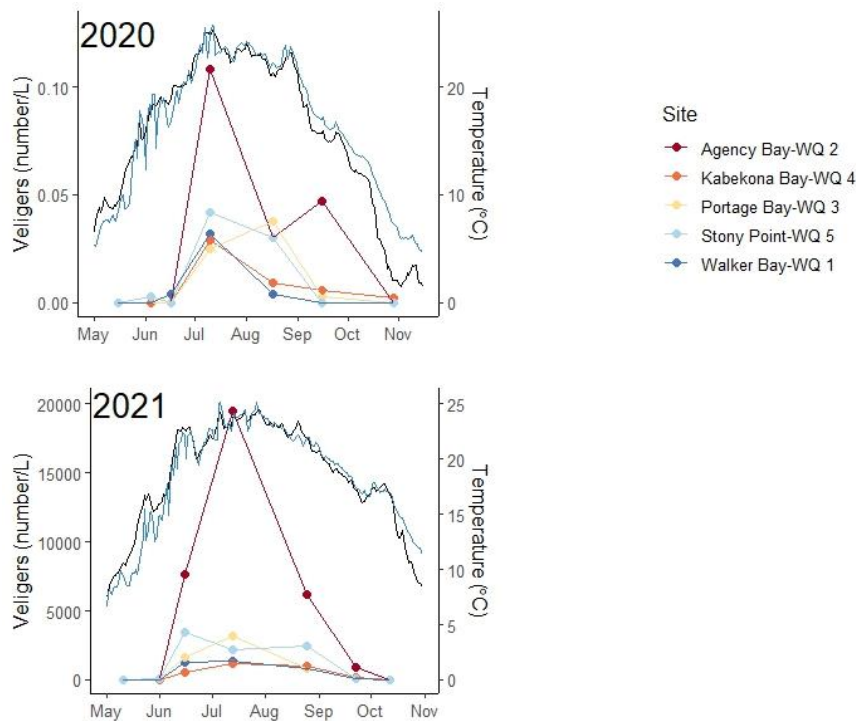 2020
Veligers (number/L)
0.10
0.05
0.00
20
10
0
Temperature (ºC)
May Jun Jul Aug Sep Oct Nov
Site
Agency Bay-WQ 2
Kabekona Bay-WQ 4
Portage Bay-WQ 3
Stony Point-WQ 5
Walker Bay-WQ 1
2021
Veligers (number/L)
20000
15000
10000
5000
0
25
20
15
10
5
0
Temperature (ºC)
May Jun Jul Aug Sep Oct Nov